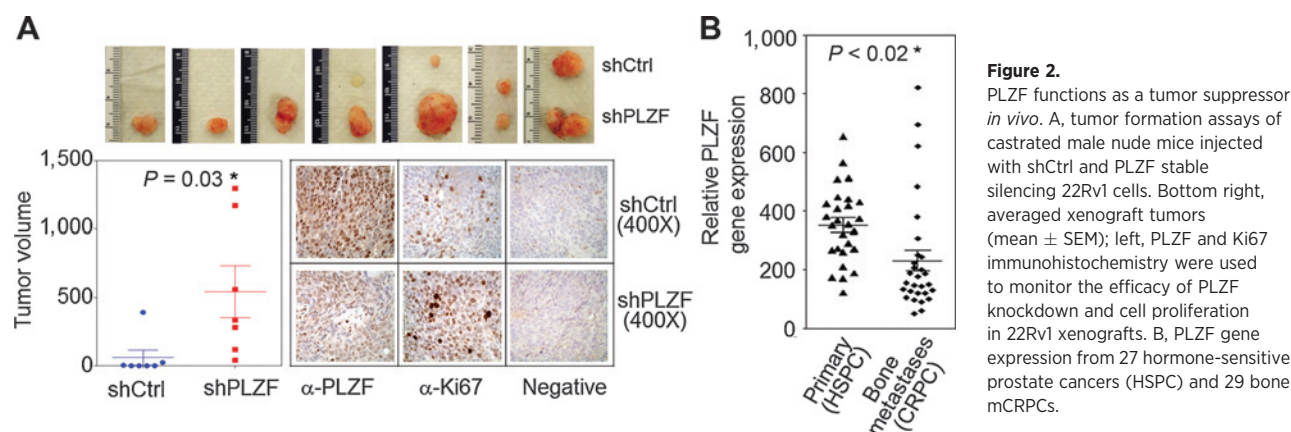 A
shCtrl
shPLZF
1,500
1,000
500
0
Tumor volume
P = 0.03 *
shCtrl
shPLZF
shCtrl
(400X)
shPLZF
(400X)
α-PLZF
α-Ki67
Negative
B
1,000
800
600
400
200
0
Relative PLZF
gene expression
P < 0.02 *
Primary
(HSPC)
Bone
metastases
(CRPC)
Figure 2.
PLZF functions as a tumor suppressor
in vivo. A, tumor formation assays of
castrated male nude mice injected
with shCtrl and PLZF stable
silencing 22Rv1 cells. Bottom right,
averaged xenograft tumors
(mean ± SEM); left, PLZF and Ki67
immunohistochemistry were used
to monitor the efficacy of PLZF
knockdown and cell proliferation
in 22Rv1 xenografts. B, PLZF gene
expression from 27 hormone-sensitive
prostate cancers (HSPC) and 29 bone
mCRPCs.